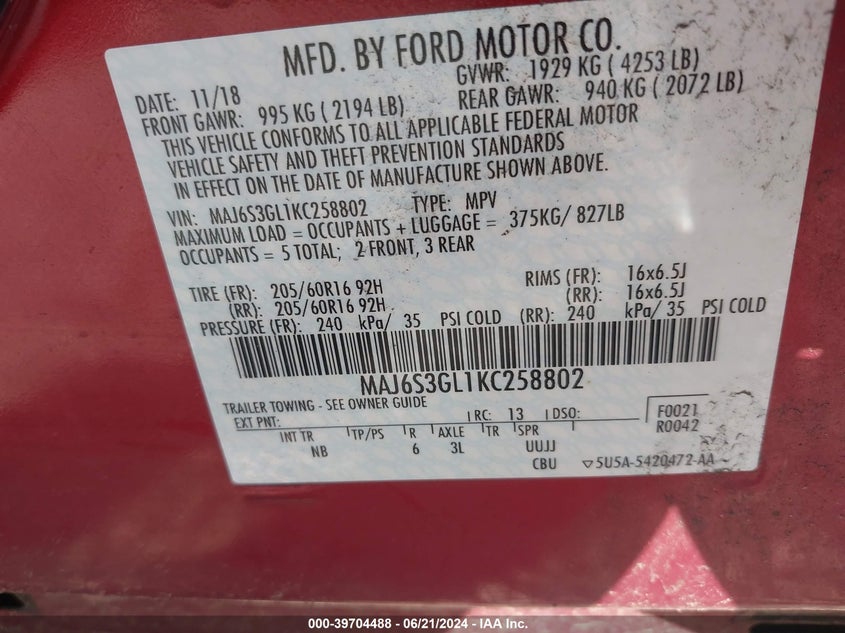 MFD. BY FORD MOTOR CO.
DATE: 11/18 GVWR: 1929 KG ( 4253 LB)
FRONT GAWR: 995 KG ( 2194 LB) REAR GAWR: 940 KG ( 2072 LB)
THIS VEHICLE CONFORMS TO ALL APPLICABLE FEDERAL MOTOR
VEHICLE SAFETY AND THEFT PREVENTION STANDARDS
IN EFFECT ON THE DATE OF MANUFACTURE SHOWN ABOVE.
VIN: MAJ6S3GL1KC258802 TYPE: MPV
MAXIMUM LOAD = OCCUPANTS + LUGGAGE = 375KG/ 827LB
OCCUPANTS = 5 TOTAL; 2 FRONT, 3 REAR
TIRE (FR): 205/60R16 92H RIMS (FR): 16x6.5J
(RR): 205/60R16 92H (RR): 16x6.5J
PRESSURE (FR): 240 kPa/ 35 PSI COLD (RR): 240 kPa/ 35 PSI COLD
MAJ6S3GL1KC258802
TRAILER TOWING - SEE OWNER GUIDE
EXT PNT: RC: 13 DSO: F0021
R0042
INT TR TP/PS R AXLE TR SPR
NB 6 3L UUJJ
CBU ▽5U5A-5420472-AA
000-39704488 - 06/21/2024 - IAA Inc.